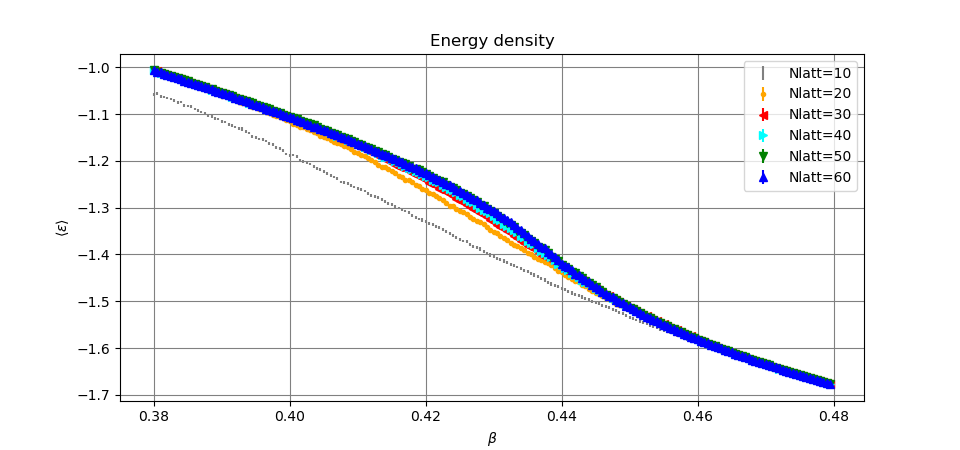 Energy density
−1.0
−1.1
−1.2
−1.3
−1.4
−1.5
−1.6
−1.7
⟨ε⟩
Nlatt=10
Nlatt=20
Nlatt=30
Nlatt=40
Nlatt=50
Nlatt=60
0.38 0.40 0.42 0.44 0.46 0.48
β